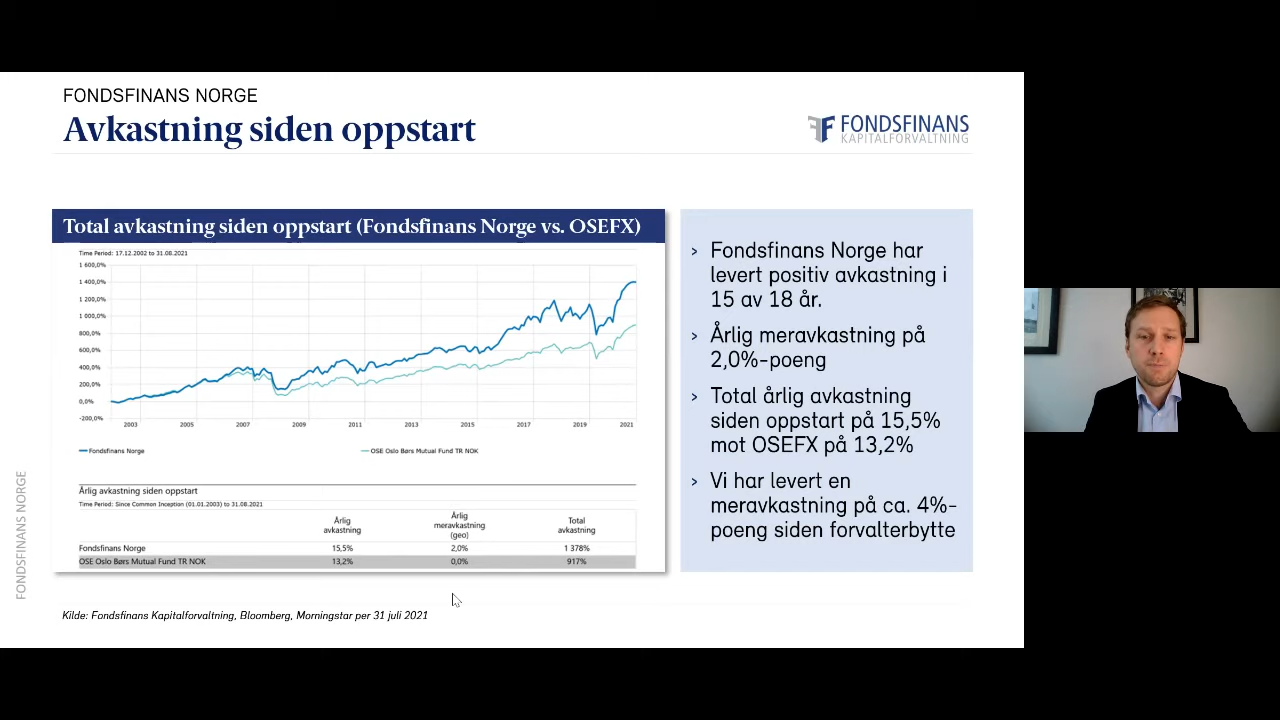 FONDSFINANS NORGE
Avkastning siden oppstart
FONDSFINANS
KAPITALFORVALTNING
Total avkastning siden oppstart (Fondsfinans Norge vs. OSEFX)
Time Period: 17.12.2002 to 31.08.2021
1 600,0%
1 400,0%
1 200,0%
1 000,0%
800,0%
600,0%
400,0%
200,0%
0,0%
-200,0%
2003 2005 2007 2009 2011 2013 2015 2017 2019 2021
Fondsfinans Norge OSE Oslo Børs Mutual Fund TR NOK
Årlig avkastning siden oppstart
Time Period: Since Common Inception (01.01.2003) to 31.08.2021
Årlig avkastning
Årlig meravkastning (geo)
Total avkastning
Fondsfinans Norge 15,5% 2,0% 1 378%
OSE Oslo Børs Mutual Fund TR NOK 13,2% 0,0% 917%
› Fondsfinans Norge har
levert positiv avkastning i
15 av 18 år.
› Årlig meravkastning på
2,0%-poeng
› Total årlig avkastning
siden oppstart på 15,5%
mot OSEFX på 13,2%
› Vi har levert en
meravkastning på ca. 4%-
poeng siden forvalterbytte
FONDSFINANS NORGE
Kilde: Fondsfinans Kapitalforvaltning, Bloomberg, Morningstar per 31 juli 2021